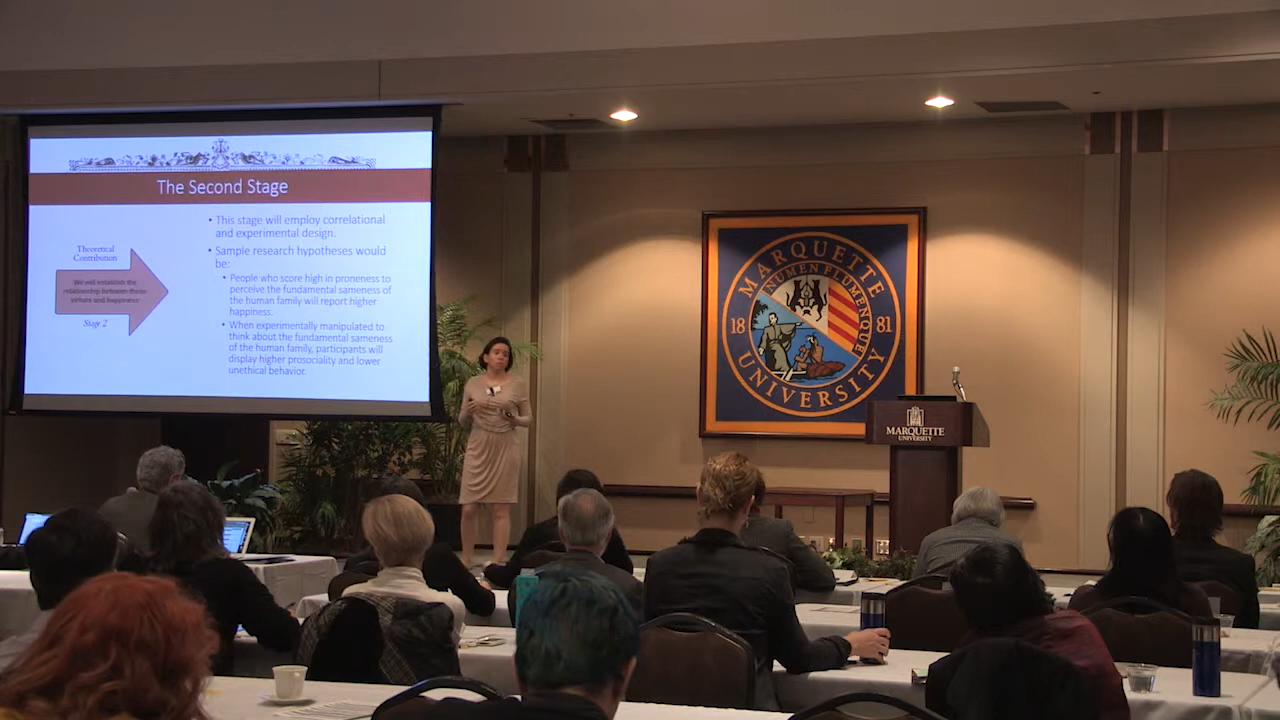 The Second Stage
• This stage will employ correlational
and experimental design.
• Sample research hypotheses would
be:
• People who score high in proneness to
perceive the fundamental sameness of
the human family will report higher
happiness.
• When experimentally manipulated to
think about the fundamental sameness
of the human family, participants will
display higher prosociality and lower
unethical behavior.
Theoretical
Contribution
We will establish the
relationship between these
virtues and happiness
Stage 2
MARQUETTE
NUMEN FLUMENQUE
18 81
UNIVERSITY
MARQUETTE
UNIVERSITY